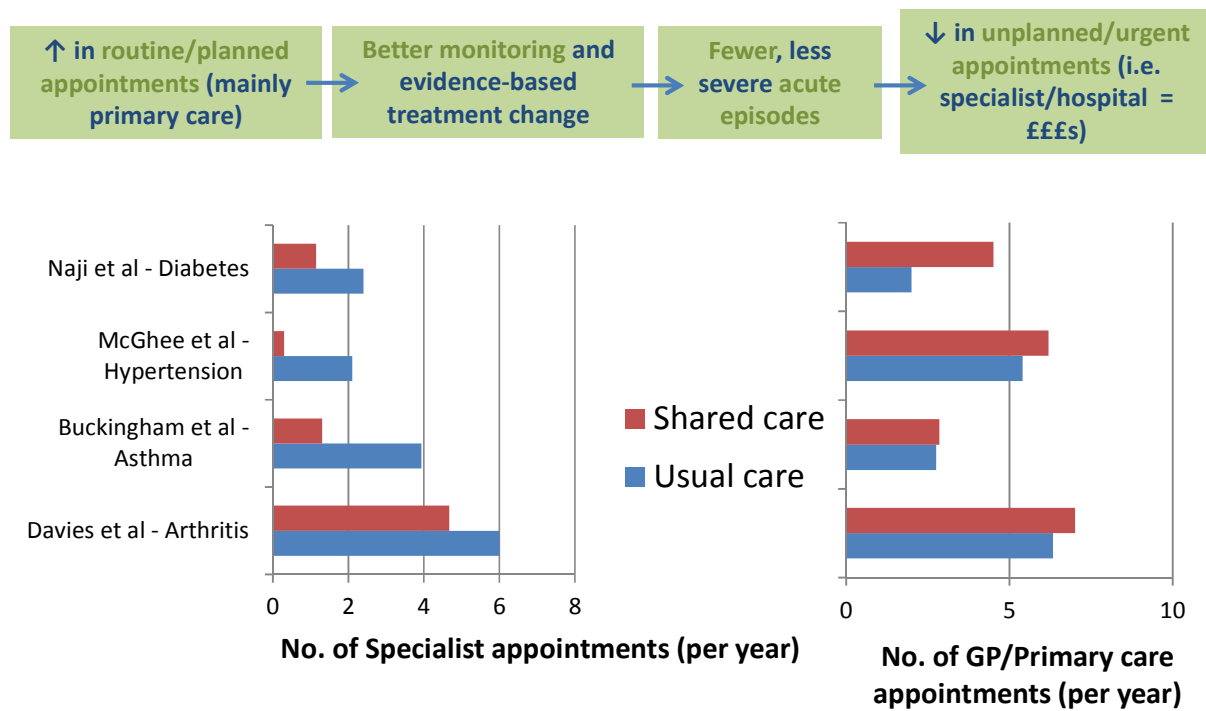 ↑ in routine/planned
appointments (mainly
primary care)
Better monitoring and
evidence-based
treatment change
Fewer, less
severe acute
episodes
↓ in unplanned/urgent
appointments (i.e.
specialist/hospital =
£££s)
Naji et al - Diabetes
McGhee et al -
Hypertension
Buckingham et al -
Asthma
Davies et al - Arthritis
0 2 4 6 8
No. of Specialist appointments (per year)
Shared care
Usual care
0 5 10
No. of GP/Primary care
appointments (per year)